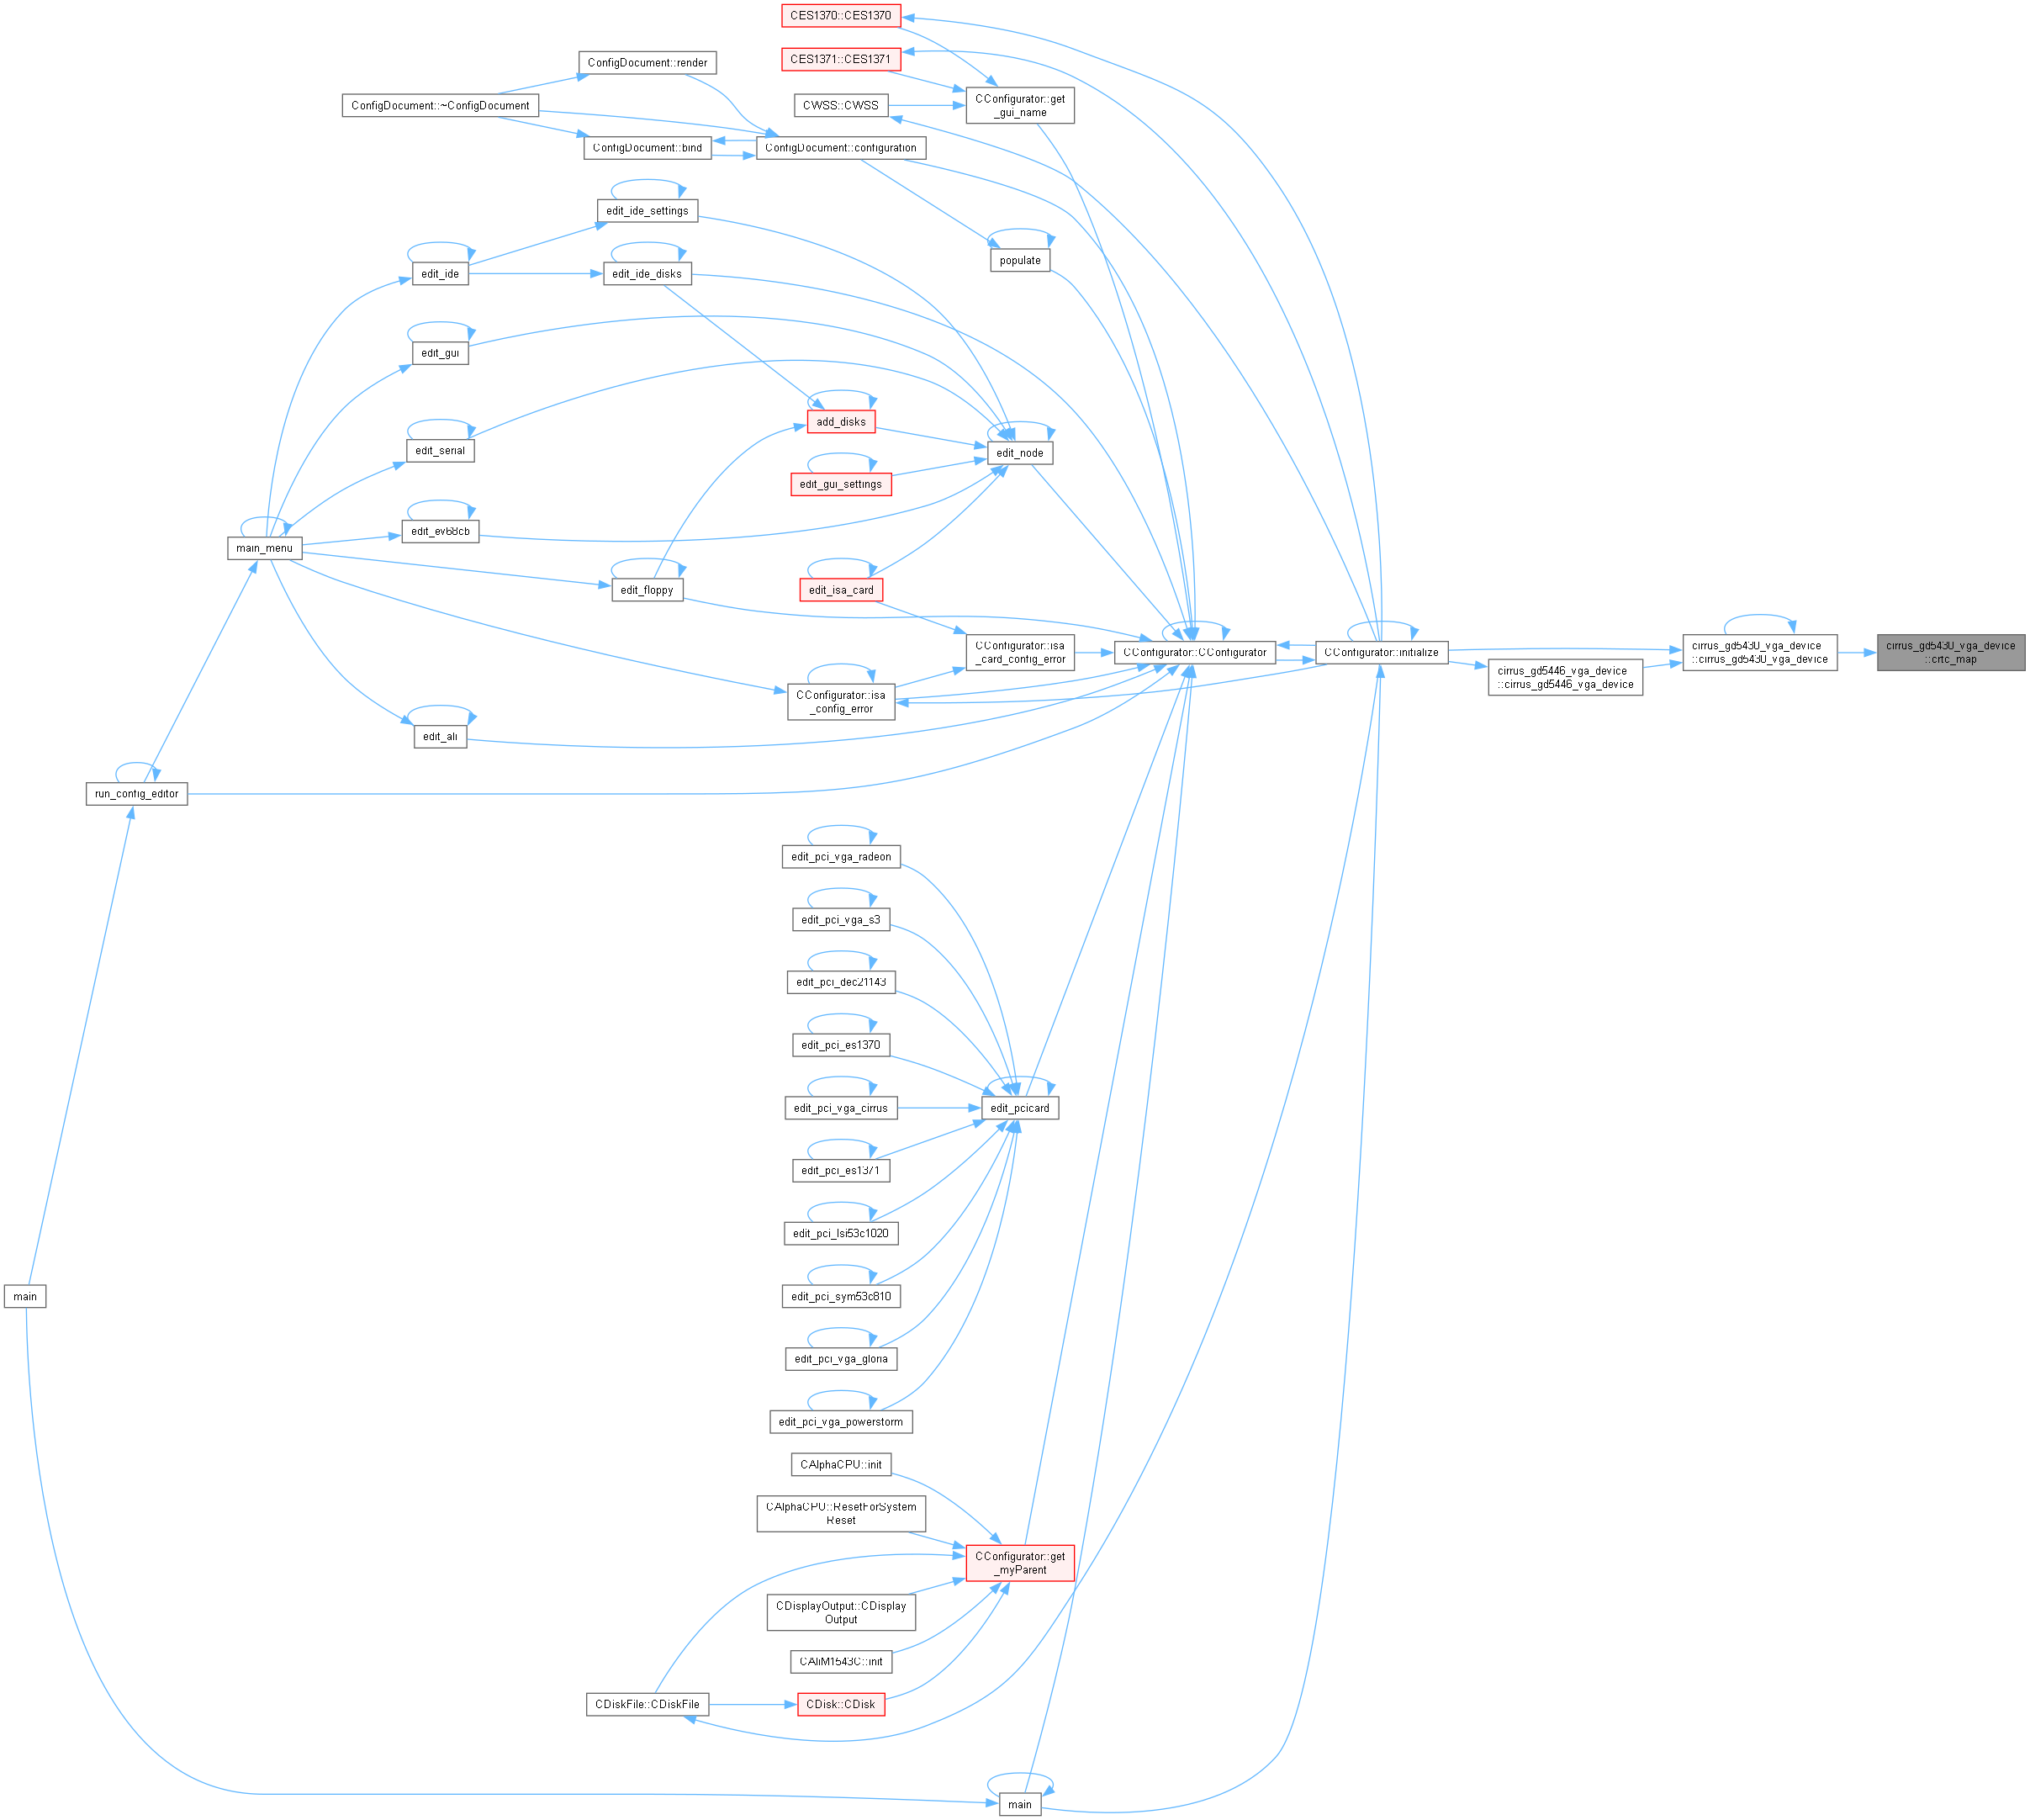 CES1370::CES1370
CES1371::CES1371
ConfigDocument::render
ConfigDocument::~ConfigDocument
CWSS::CWSS
CConfigurator::get
_gui_name
ConfigDocument::bind
ConfigDocument::configuration
edit_ide_settings
edit_ide
edit_ide_disks
populate
edit_gui
add_disks
edit_serial
edit_node
edit_gui_settings
edit_ev68cb
main_menu
edit_floppy
edit_isa_card
CConfigurator::isa
_card_config_error
CConfigurator::CConfigurator
CConfigurator::initialize
cirrus_gd5430_vga_device
::cirrus_gd5430_vga_device
cirrus_gd5430_vga_device
::crtc_map
cirrus_gd5446_vga_device
::cirrus_gd5446_vga_device
CConfigurator::isa
_config_error
edit_ali
run_config_editor
edit_pci_vga_radeon
edit_pci_vga_s3
edit_pci_dec21143
edit_pci_es1370
edit_pci_vga_cirrus
edit_pcicard
edit_pci_es1371
edit_pci_lsi53c1020
edit_pci_sym53c810
main
edit_pci_vga_gloria
edit_pci_vga_powerstorm
CAlphaCPU::init
CAlphaCPU::ResetForSystem
Reset
CConfigurator::get
_myParent
CDisplayOutput::CDisplay
Output
CAliM1543C::init
CDiskFile::CDiskFile
CDisk::CDisk
main